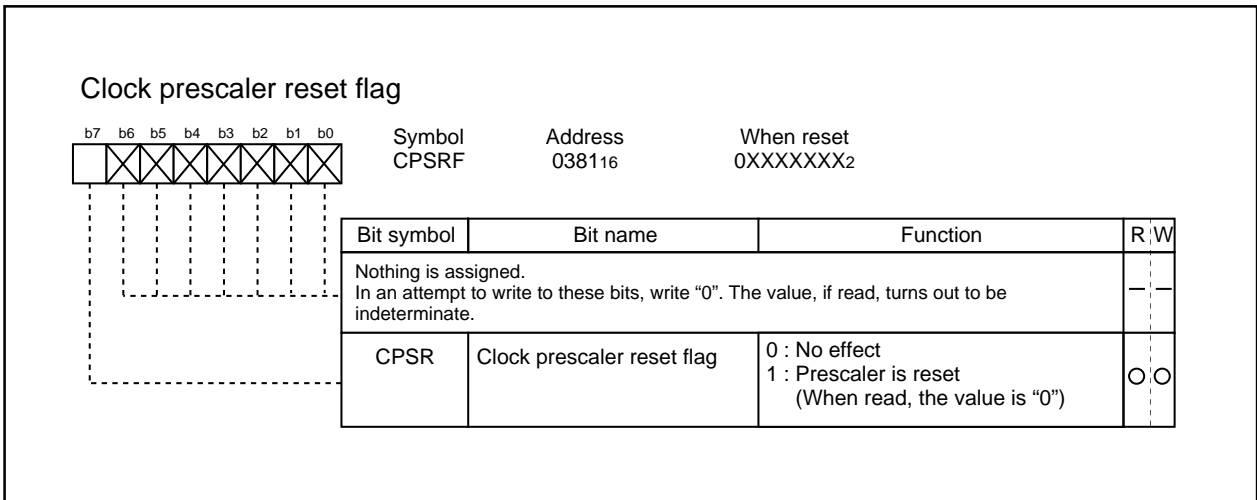 Clock prescaler reset flag
b7 b6 b5 b4 b3 b2 b1 b0
Symbol Address When reset
CPSRF 038116 0XXXXXXX2
Bit symbol Bit name Function R W
Nothing is assigned.
In an attempt to write to these bits, write “0”. The value, if read, turns out to be
indeterminate.
CPSR Clock prescaler reset flag 0 : No effect
1 : Prescaler is reset
(When read, the value is “0”)